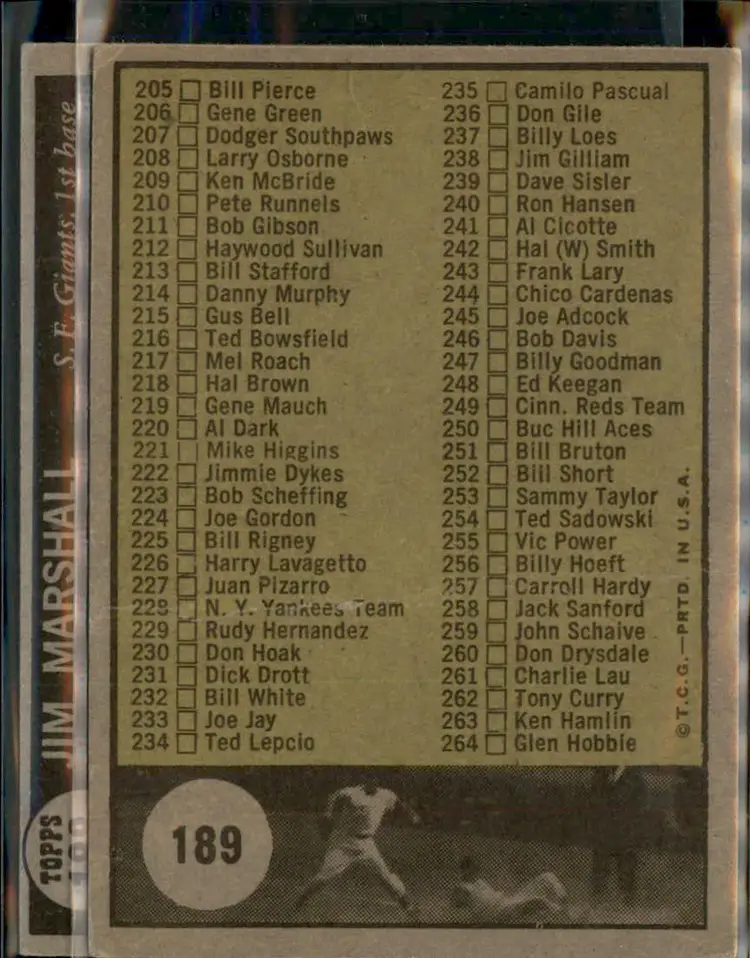 205 Bill Pierce
206 Gene Green
207 Dodger Southpaws
208 Larry Osborne
209 Ken McBride
210 Pete Runnels
211 Bob Gibson
212 Haywood Sullivan
213 Bill Stafford
214 Danny Murphy
215 Gus Bell
216 Ted Bowsfield
217 Mel Roach
218 Hal Brown
219 Gene Mauch
220 Al Dark
221 Mike Higgins
222 Jimmie Dykes
223 Bob Scheffing
224 Joe Gordon
225 Bill Rigney
226 Harry Lavagetto
227 Juan Pizarro
228 N. Y. Yankees Team
229 Rudy Hernandez
230 Don Hoak
231 Dick Drott
232 Bill White
233 Joe Jay
234 Ted Lepcio
235 Camilo Pascual
236 Don Gile
237 Billy Loes
238 Jim Gilliam
239 Dave Sisler
240 Ron Hansen
241 Al Cicotte
242 Hal (W) Smith
243 Frank Lary
244 Chico Cardenas
245 Joe Adcock
246 Bob Davis
247 Billy Goodman
248 Ed Keegan
249 Cinn. Reds Team
250 Buc Hill Aces
251 Bill Bruton
252 Bill Short
253 Sammy Taylor
254 Ted Sadowski
255 Vic Power
256 Billy Hoeft
257 Carroll Hardy
258 Jack Sanford
259 John Schaive
260 Don Drysdale
261 Charlie Lau
262 Tony Curry
263 Ken Hamlin
264 Glen Hobbie
©T.C.G.—PRTD. IN U.S.A.
189
JIM MARSHALL
S. F. Giants, 1st base
TOPPS